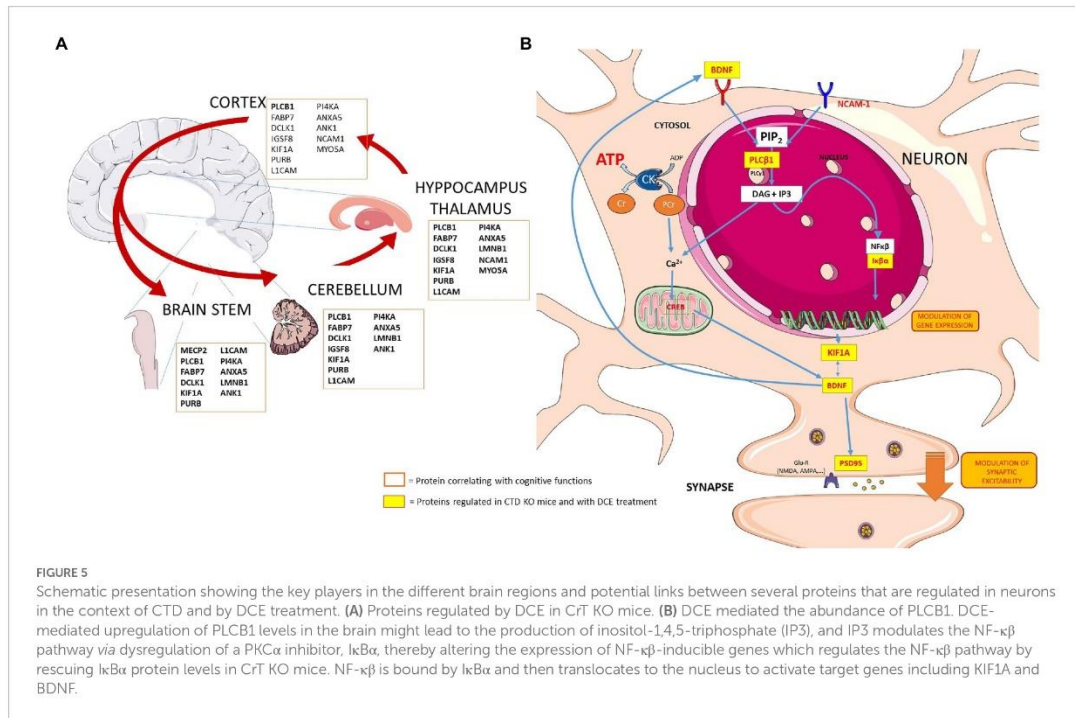 A
CORTEX
PLCB1 PI4KA
FABP7 ANXA5
DCLK1 ANK1
IGSF8 NCAM1
KIF1A MYO5A
PURB
L1CAM
HYPPOCAMPUS
THALAMUS
PLCB1 PI4KA
FABP7 ANXA5
DCLK1 LMNB1
IGSF8 NCAM1
KIF1A MYO5A
PURB
L1CAM
CEREBELLUM
PLCB1 PI4KA
FABP7 ANXA5
DCLK1 LMNB1
IGSF8 ANK1
KIF1A
PURB
L1CAM
BRAIN STEM
MECP2 L1CAM
PLCB1 PI4KA
FABP7 ANXA5
DCLK1 LMNB1
KIF1A ANK1
PURB
B
BDNF
NCAM-1
CYTOSOL
PIP2
NEURON
NUCLEUS
PLCβ1
ATP
ADP
CK
Cr
PCr
DAG + IP3
NFκβ
Iκβα
Ca2+
CREB
MODULATION OF
GENE EXPRESSION
KIF1A
BDNF
PSD95
Glu-R
(NMDA, AMPA,...)
SYNAPSE
MODULATION OF
SYNAPTIC
EXCITABILITY
= Protein correlating with cognitive functions
= Proteins regulated in CTD KO mice and with DCE treatment
FIGURE 5
Schematic presentation showing the key players in the different brain regions and potential links between several proteins that are regulated in neurons
in the context of CTD and by DCE treatment. (A) Proteins regulated by DCE in CrT KO mice. (B) DCE mediated the abundance of PLCB1. DCE-
mediated upregulation of PLCB1 levels in the brain might lead to the production of inositol-1,4,5-triphosphate (IP3), and IP3 modulates the NF-κβ
pathway via dysregulation of a PKCα inhibitor, IκBα, thereby altering the expression of NF-κβ-inducible genes which regulates the NF-κβ pathway by
rescuing IκBα protein levels in CrT KO mice. NF-κβ is bound by IκBα and then translocates to the nucleus to activate target genes including KIF1A and
BDNF.